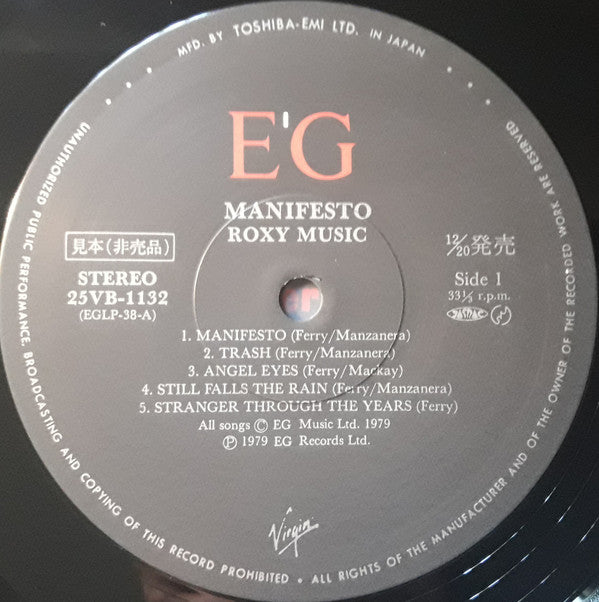 MFD. BY TOSHIBA-EMI LTD. IN JAPAN
E'G
MANIFESTO
ROXY MUSIC
見本(非売品)
12/20発売
STEREO
25VB-1132
(EGLP-38-A)
Side 1
33⅓ r.p.m.
JASRAC
1. MANIFESTO (Ferry/Manzanera)
2. TRASH (Ferry/Manzanera)
3. ANGEL EYES (Ferry/Mackay)
4. STILL FALLS THE RAIN (Ferry/Manzanera)
5. STRANGER THROUGH THE YEARS (Ferry)
All songs Ⓒ EG Music Ltd. 1979
Ⓟ 1979 EG Records Ltd.
Virgin
UNAUTHORIZED PUBLIC PERFORMANCE, BROADCASTING AND COPYING OF THIS RECORD PROHIBITED • ALL RIGHTS OF THE MANUFACTURER AND OF THE OWNER OF THE RECORDED WORK ARE RESERVED